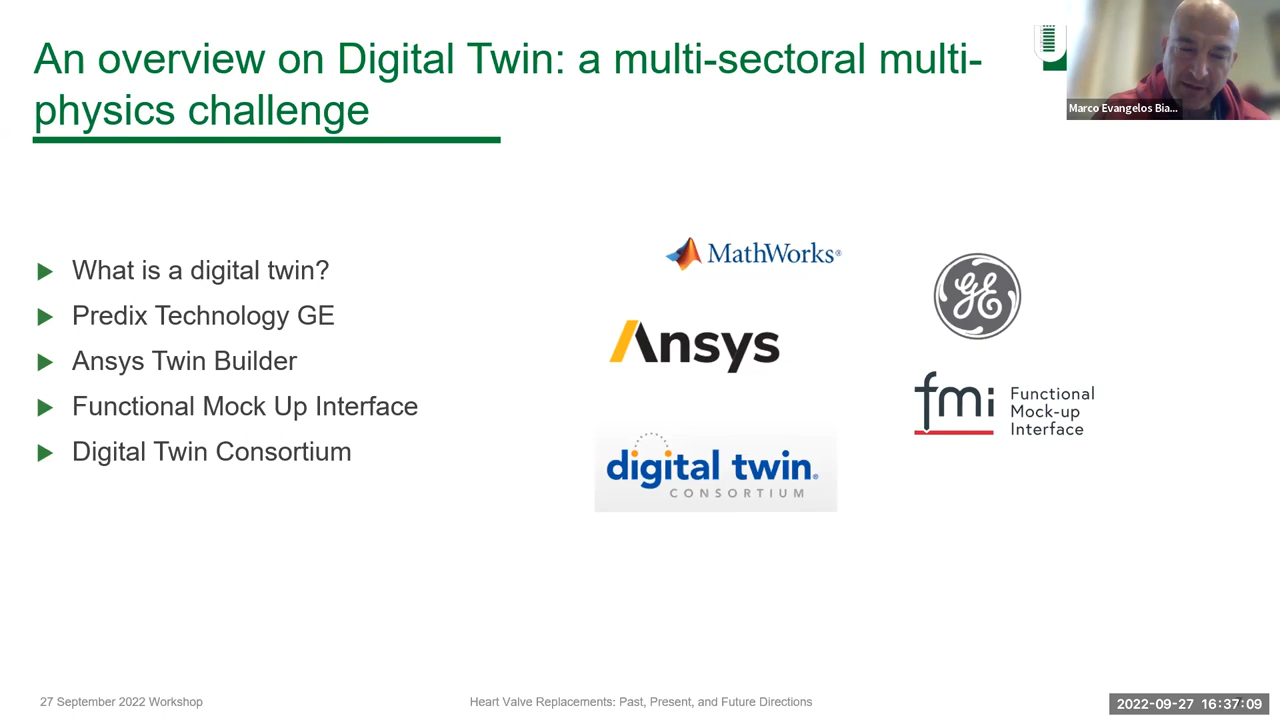 An overview on Digital Twin: a multi-sectoral multi-
physics challenge
Marco Evangelos Bia...
What is a digital twin?
Predix Technology GE
Ansys Twin Builder
Functional Mock Up Interface
Digital Twin Consortium
MathWorks®
GE
Ansys
fmi Functional
Mock-up
Interface
digital twin®
CONSORTIUM
27 September 2022 Workshop
Heart Valve Replacements: Past, Present, and Future Directions
2022-09-27 16:37:09